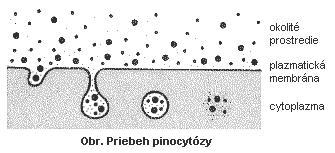 okolité
prostredie
plazmatická
membrána
cytoplazma
Obr. Priebeh pinocytózy